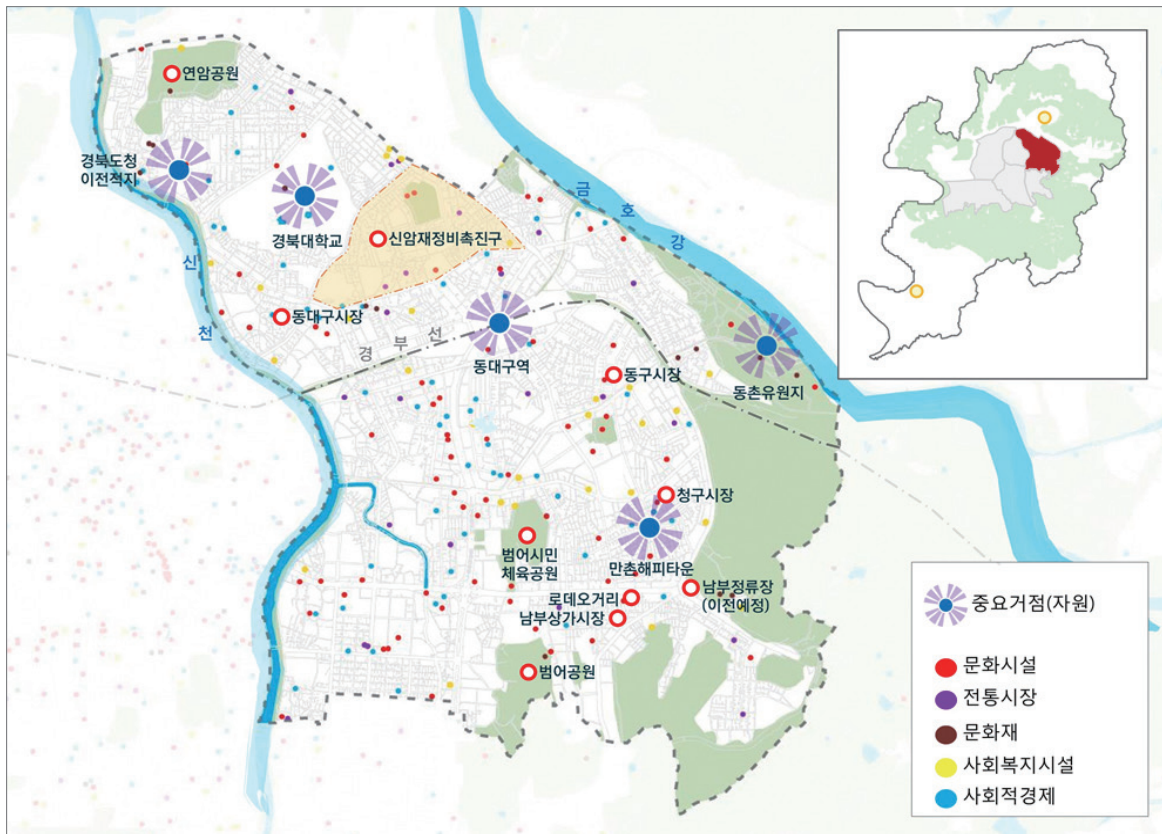 연암공원
경북도청
이전적지
경북대학교
신암재정비촉진구
금호강
신천
동대구시장
경부선
동대구역
동구시장
동촌유원지
청구시장
범어시민
체육공원
만촌해피타운
로데오거리
남부정류장
(이전예정)
남부상가시장
범어공원
중요거점(자원)
문화시설
전통시장
문화재
사회복지시설
사회적경제